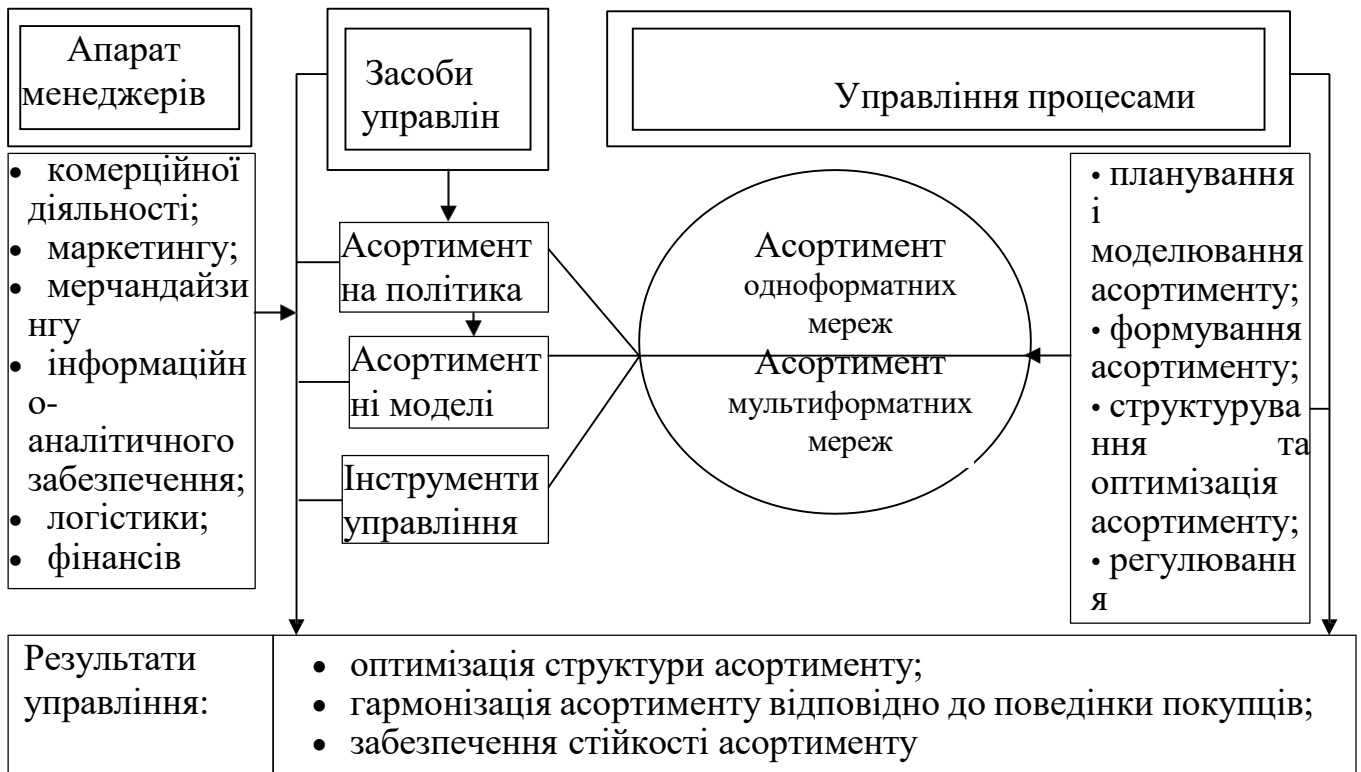 Апарат
менеджерів
Засоби
управлін
Управління процесами
• комерційної
діяльності;
• маркетингу;
• мерчандайзи
нгу
• інформаційн
о-
аналітичного
забезпечення;
• логістики;
• фінансів
Асортимент
на політика
Асортимент
ні моделі
Інструменти
управління
Асортимент
одноформатних
мереж
Асортимент
мультиформатних
мереж
• планування
і
моделювання
асортименту;
• формування
асортименту;
• структурува
ння та
оптимізація
асортименту;
• регулюванн
я
Результати
управління:
• оптимізація структури асортименту;
• гармонізація асортименту відповідно до поведінки покупців;
• забезпечення стійкості асортименту